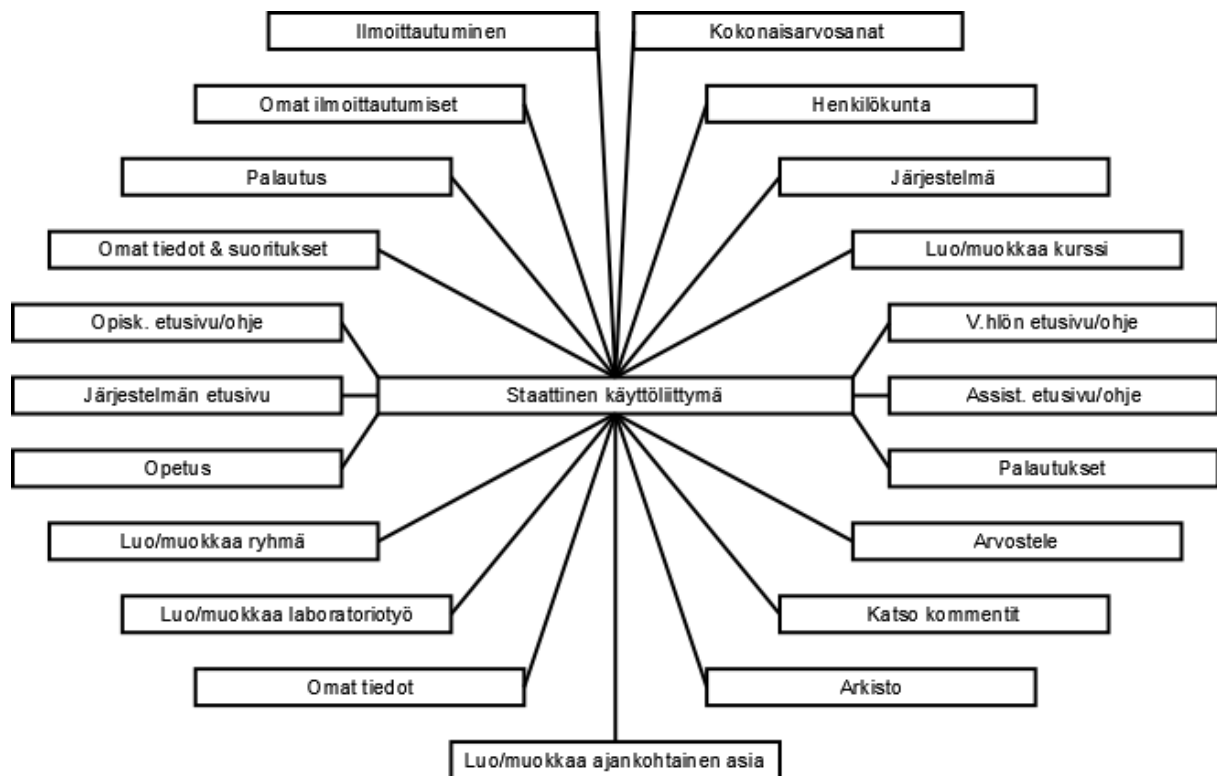 Ilmoittautuminen
Kokonaisarvosanat
Omat ilmoittautumiset
Henkilökunta
Palautus
Järjestelmä
Omat tiedot & suoritukset
Luo/muokkaa kurssi
Opisk. etusivu/ohje
V.hlön etusivu/ohje
Järjestelmän etusivu
Staattinen käyttöliittymä
Assist. etusivu/ohje
Opetus
Palautukset
Luo/muokkaa ryhmä
Arvostele
Luo/muokkaa laboratoriotyö
Katso kommentit
Omat tiedot
Arkisto
Luo/muokkaa ajankohtainen asia